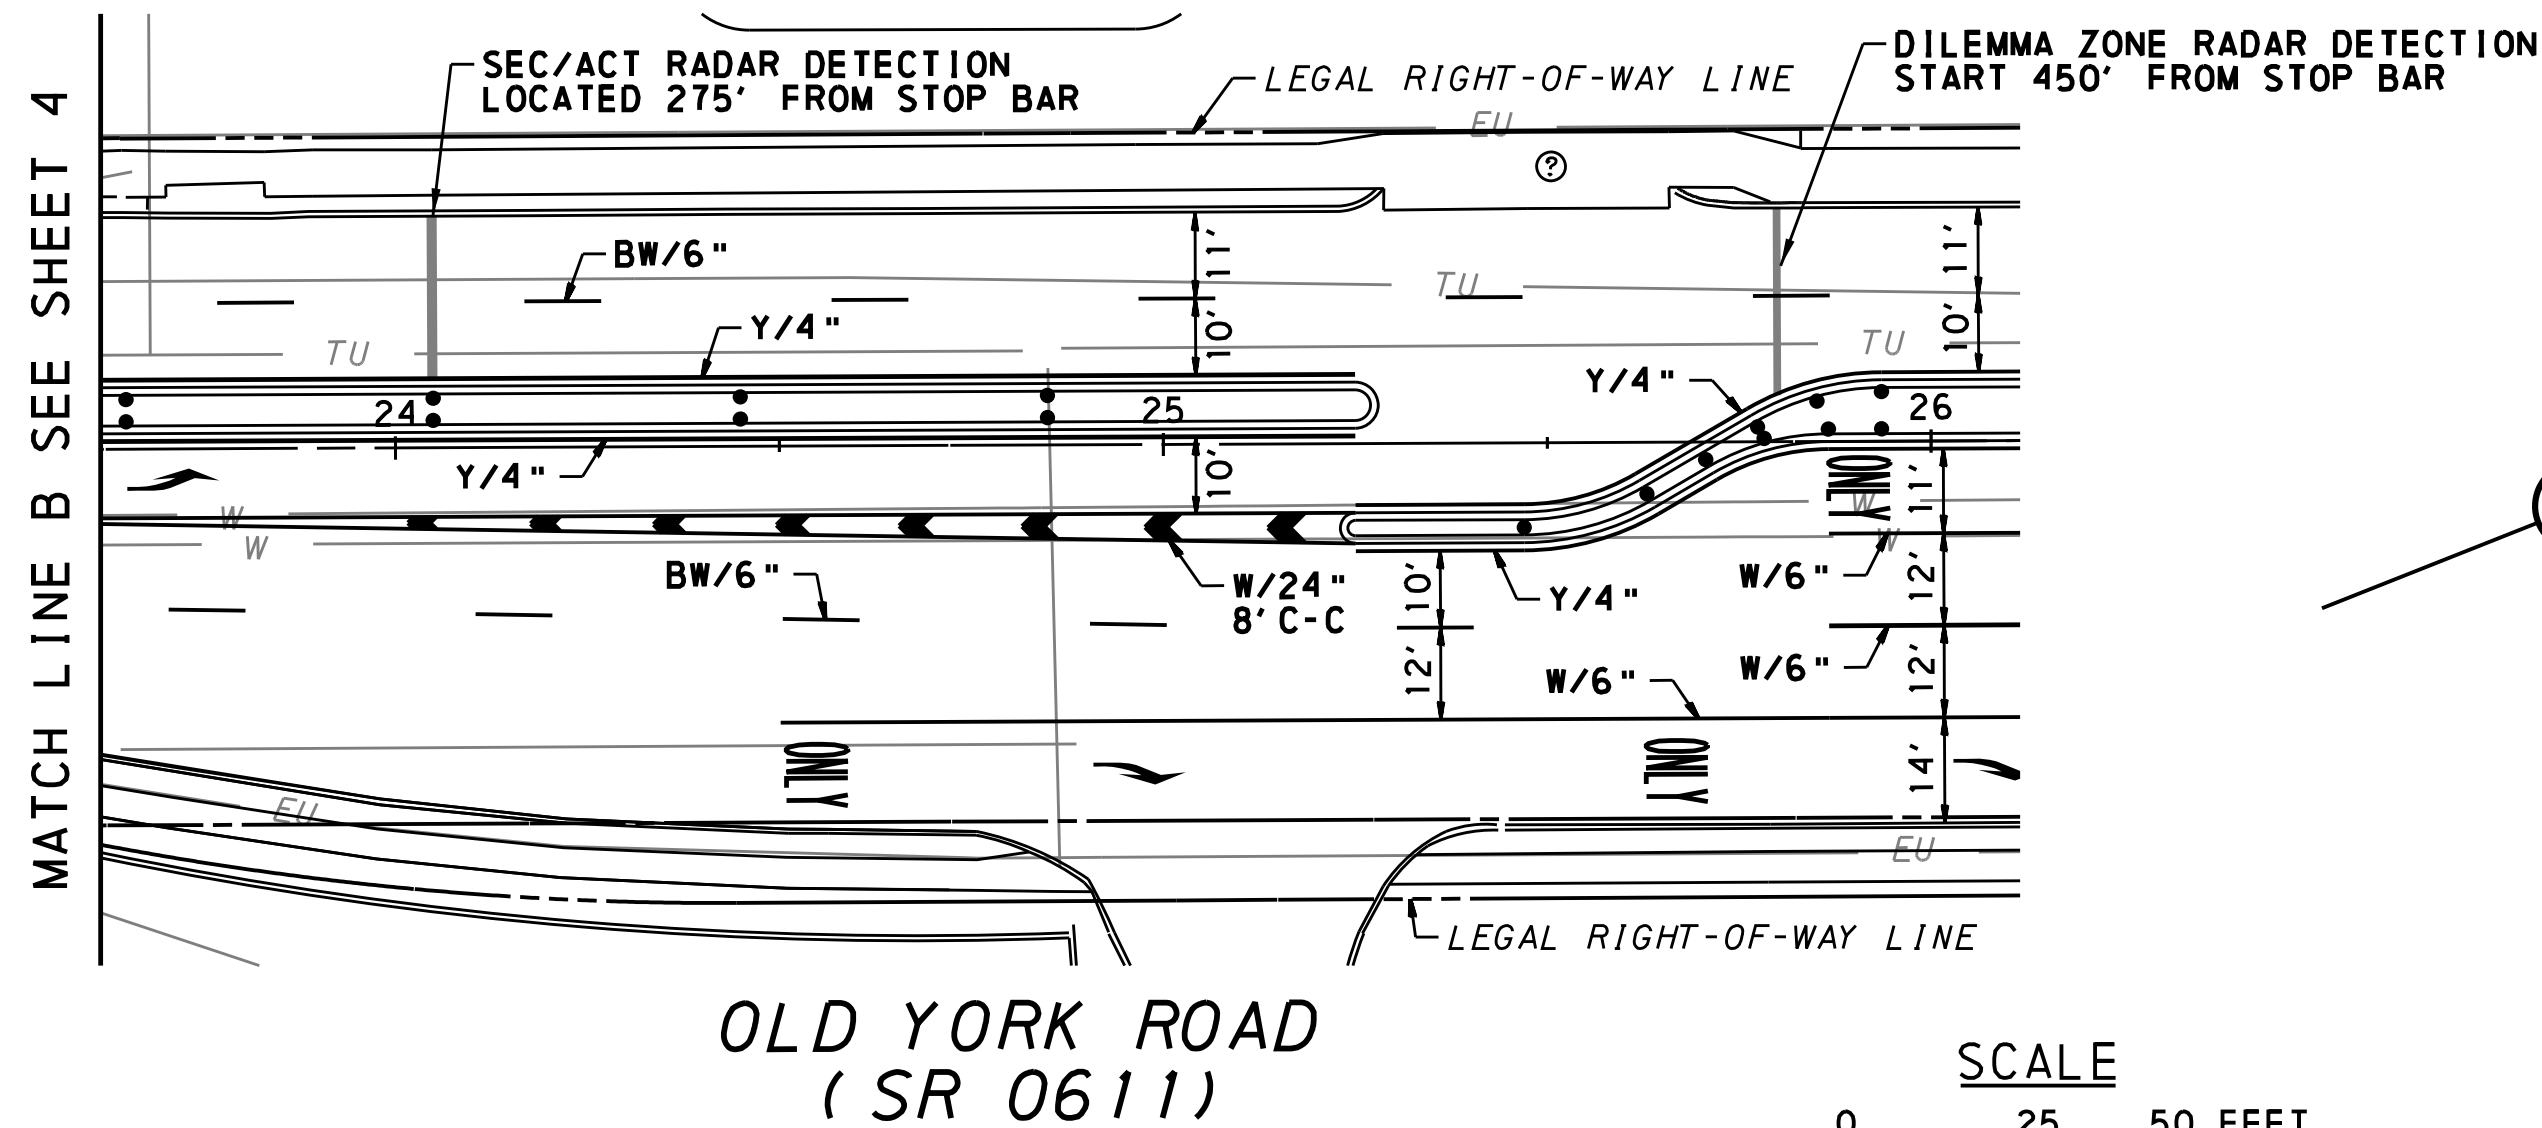 SEC/ACT RADAR DETECTION
LOCATED 275' FROM STOP BAR
LEGAL RIGHT-OF-WAY LINE
DILEMMA ZONE RADAR DETECTION
START 450' FROM STOP BAR
MATCH LINE B SEE SHEET 4
EU
?
BW/6"
11'
11'
TU
Y/4"
10'
10'
TU
TU
Y/4"
24
25
26
Y/4"
10'
ONLY
11'
W
W
W
W
BW/6"
W/24"
8'C-C
10'
Y/4"
W/6"
12'
12'
W/6"
W/6"
12'
ONLY
ONLY
14'
EU
EU
LEGAL RIGHT-OF-WAY LINE
OLD YORK ROAD
(SR 0611)
SCALE
0 25 50 FEET